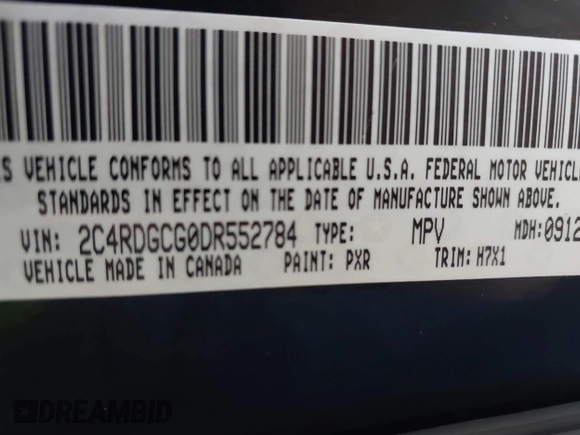 S VEHICLE CONFORMS TO ALL APPLICABLE U.S.A. FEDERAL MOTOR VEHICLE
STANDARDS IN EFFECT ON THE DATE OF MANUFACTURE SHOWN ABOVE.
VIN: 2C4RDGCG0DR552784 TYPE: MPV MDH:0912
VEHICLE MADE IN CANADA PAINT: PXR TRIM: H7X1
DREAMBID